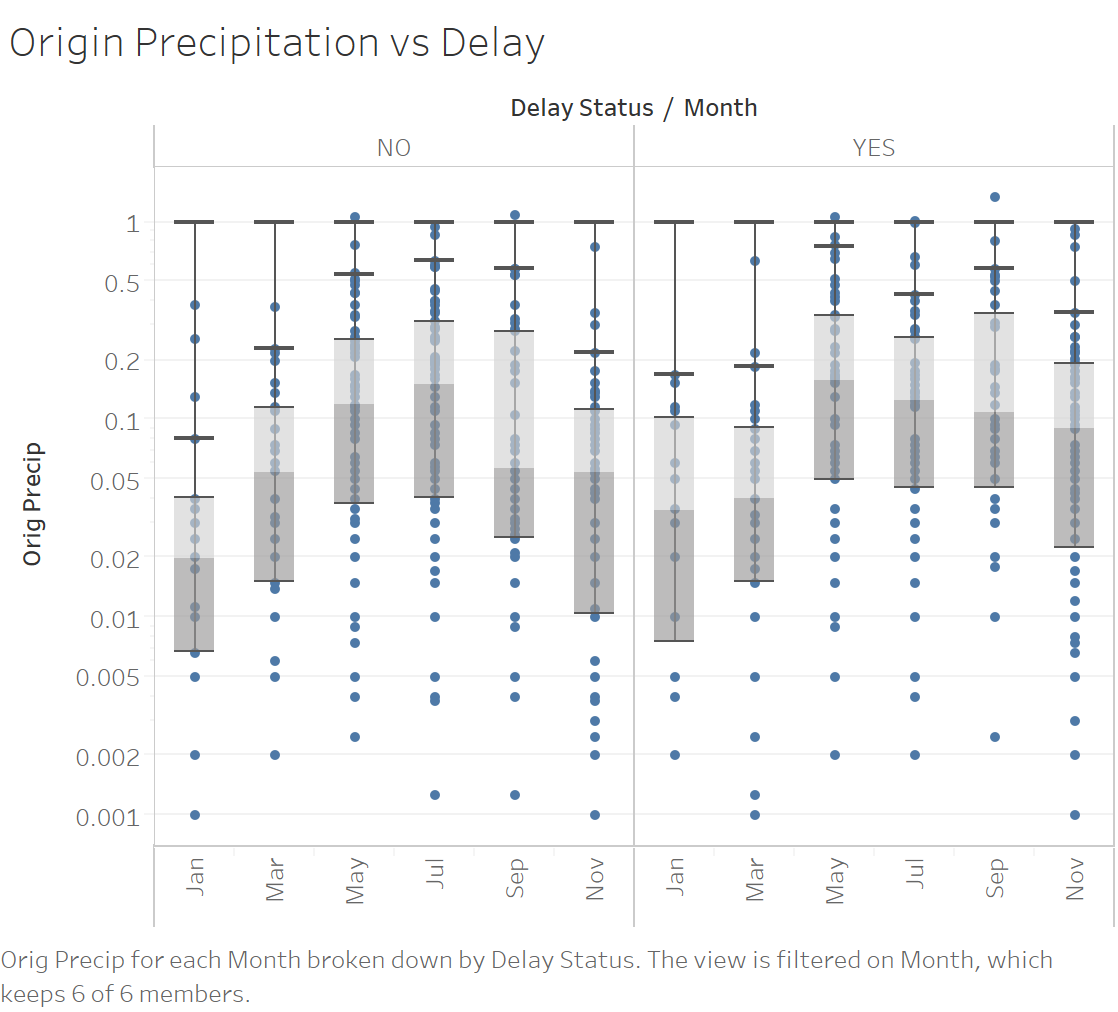 Origin Precipitation vs Delay
Delay Status / Month
NO YES
Orig Precip
1
0.5
0.2
0.1
0.05
0.02
0.01
0.005
0.002
0.001
Jan Mar May Jul Sep Nov Jan Mar May Jul Sep Nov
Orig Precip for each Month broken down by Delay Status. The view is filtered on Month, which
keeps 6 of 6 members.